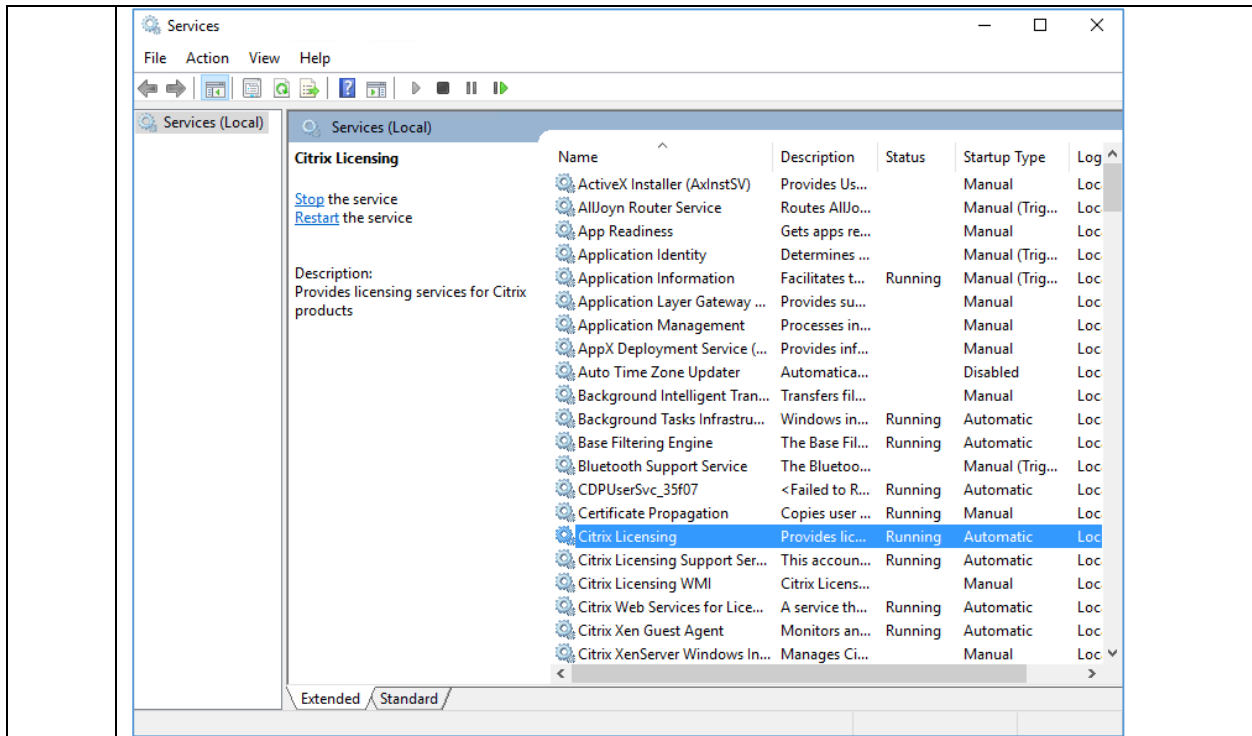 Services
File Action View Help
Services (Local)
Services (Local)
Citrix Licensing
Stop the service
Restart the service
Description:
Provides licensing services for Citrix
products
Name Description Status Startup Type Log
ActiveX Installer (AxInstSV) Provides Us... Manual Loc
AllJoyn Router Service Routes AllJo... Manual (Trig... Loc
App Readiness Gets apps re... Manual Loc
Application Identity Determines ... Manual (Trig... Loc
Application Information Facilitates t... Running Manual (Trig... Loc
Application Layer Gateway ... Provides su... Manual Loc
Application Management Processes in... Manual Loc
AppX Deployment Service (... Provides inf... Manual Loc
Auto Time Zone Updater Automatica... Disabled Loc
Background Intelligent Tran... Transfers fil... Manual Loc
Background Tasks Infrastru... Windows in... Running Automatic Loc
Base Filtering Engine The Base Fil... Running Automatic Loc
Bluetooth Support Service The Bluetoo... Manual (Trig... Loc
CDPUserSvc_35f07 <Failed to R... Running Automatic Loc
Certificate Propagation Copies user ... Running Manual Loc
Citrix Licensing Provides lic... Running Automatic Loc
Citrix Licensing Support Ser... This accoun... Running Automatic Loc
Citrix Licensing WMI Citrix Licens... Manual Loc
Citrix Web Services for Lice... A service th... Running Automatic Loc
Citrix Xen Guest Agent Monitors an... Running Automatic Loc
Citrix XenServer Windows In... Manages Ci... Manual Loc
Extended Standard